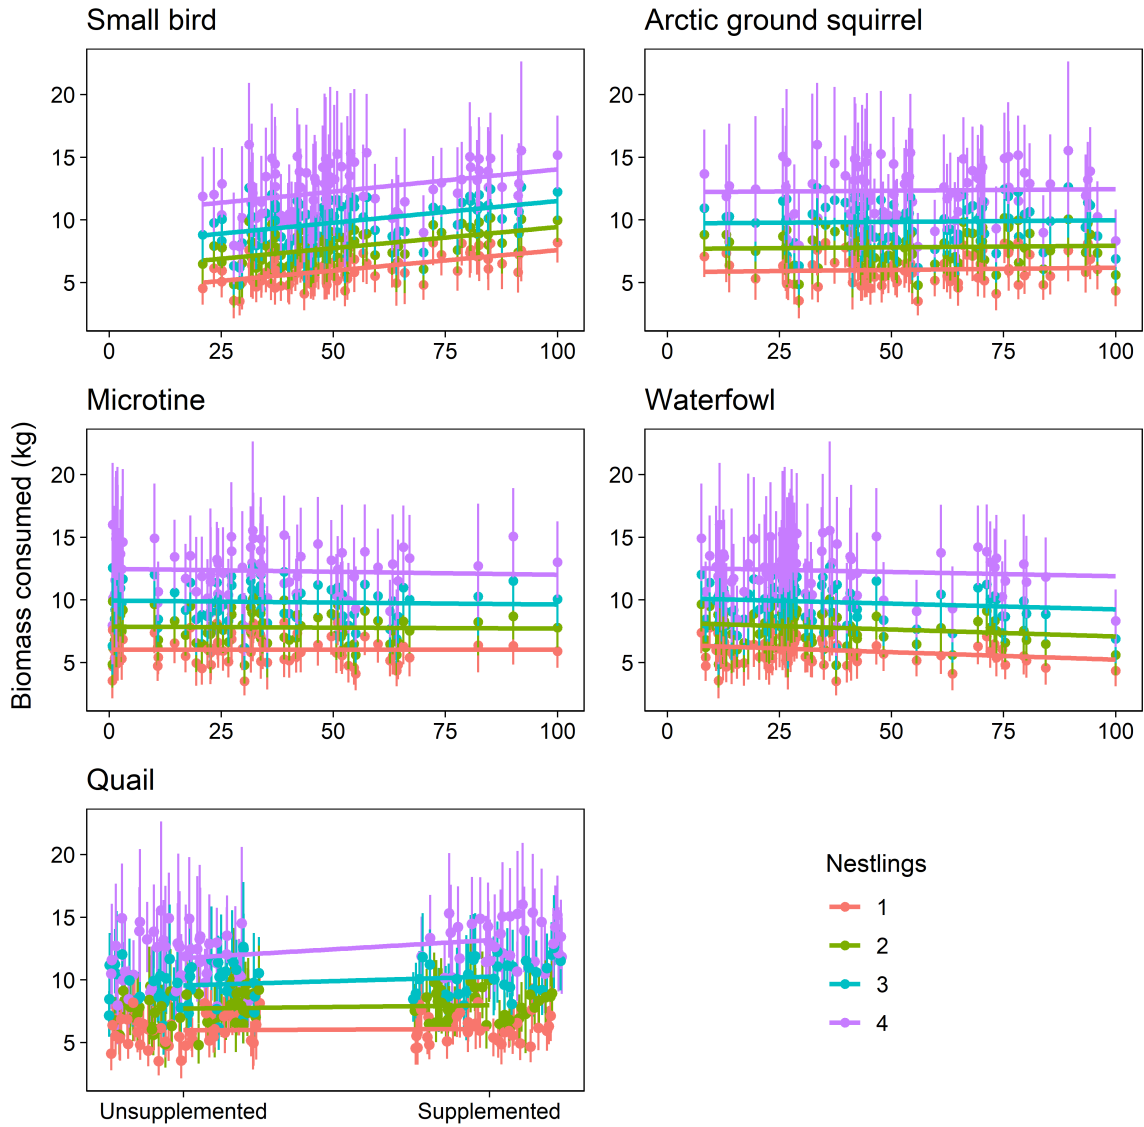 Small bird
Arctic ground squirrel
20
15
10
5
0 25 50 75 100
20
15
10
5
0 25 50 75 100
Microtine
Waterfowl
Biomass consumed (kg)
20
15
10
5
0 25 50 75 100
20
15
10
5
0 25 50 75 100
Quail
20
15
10
5
Unsupplemented Supplemented
Nestlings
1
2
3
4